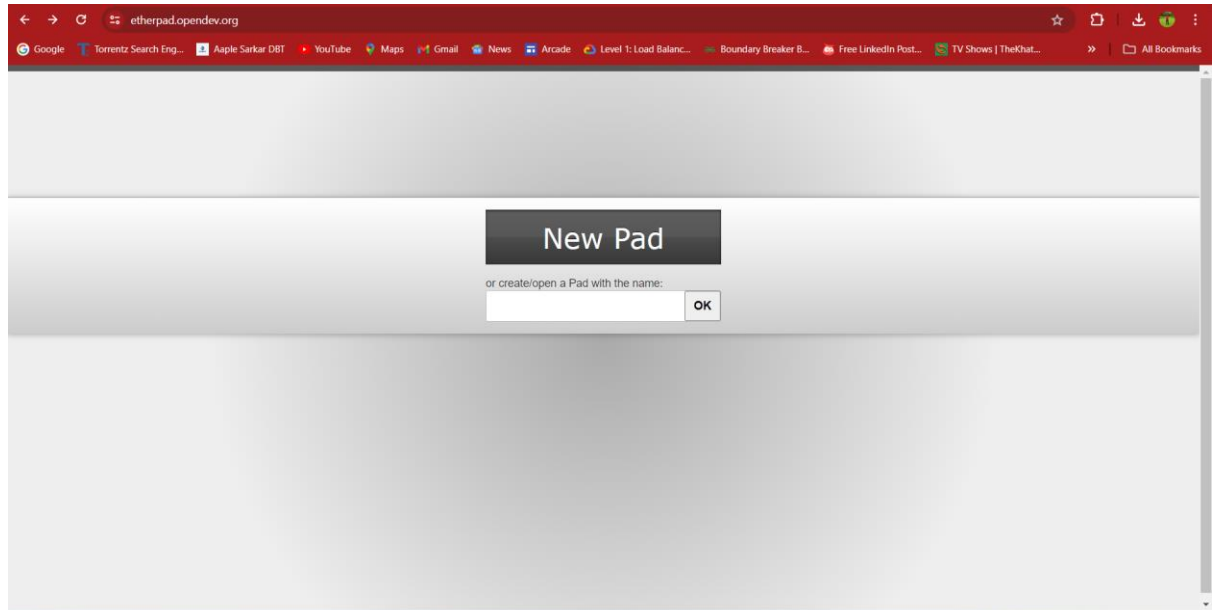 etherpad.opendev.org
Google Torrentz Search Eng... Aaple Sarkar DBT YouTube Maps Gmail News Arcade Level 1: Load Balanc... Boundary Breaker B... Free LinkedIn Post... TV Shows | TheKhat... » All Bookmarks
New Pad
or create/open a Pad with the name:
OK